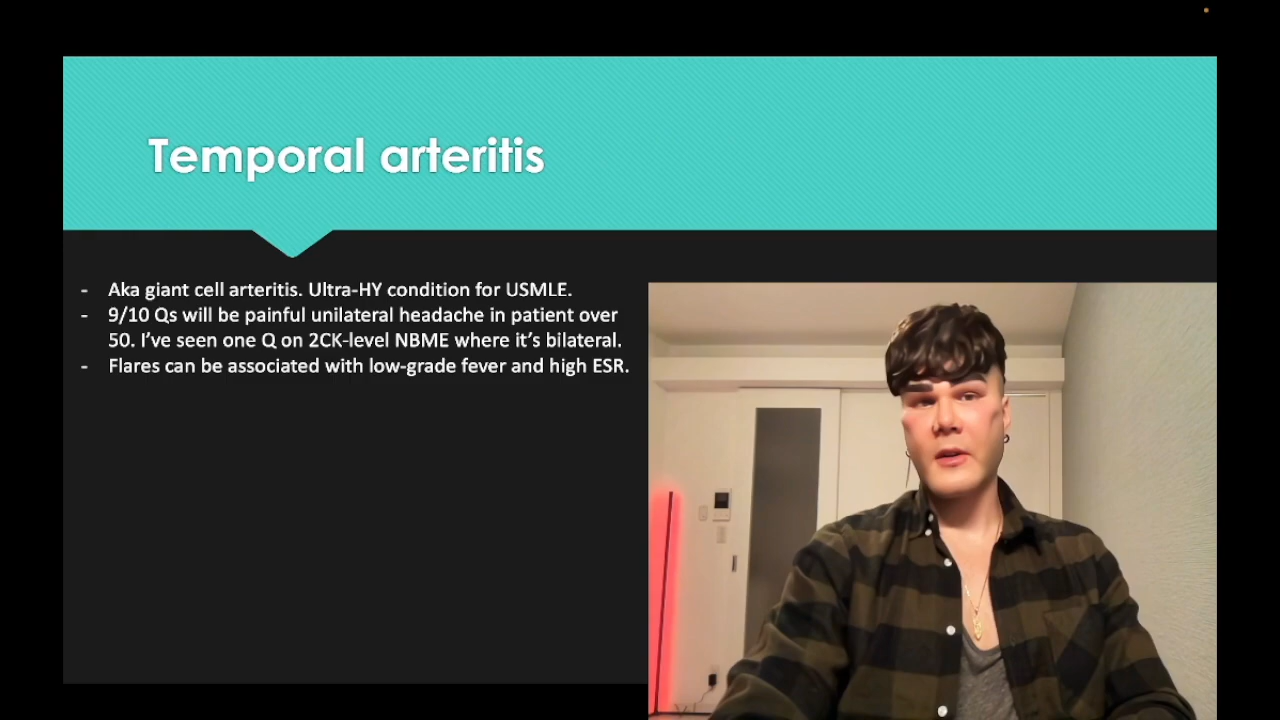 Temporal arteritis
- Aka giant cell arteritis. Ultra-HY condition for USMLE.
- 9/10 Qs will be painful unilateral headache in patient over
50. I've seen one Q on 2CK-level NBME where it's bilateral.
- Flares can be associated with low-grade fever and high ESR.